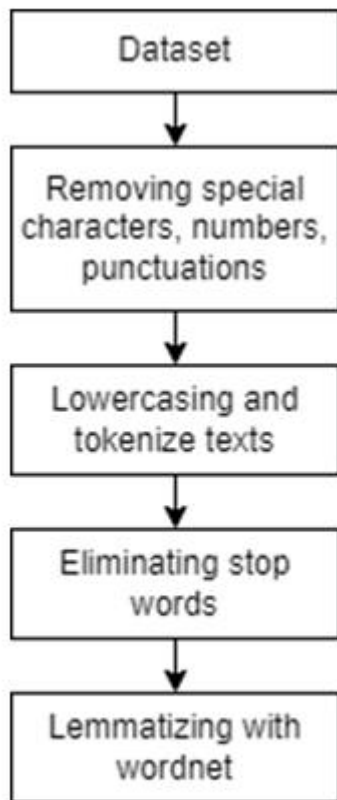 Dataset
Removing special
characters, numbers,
punctuations
Lowercasing and
tokenize texts
Eliminating stop
words
Lemmatizing with
wordnet